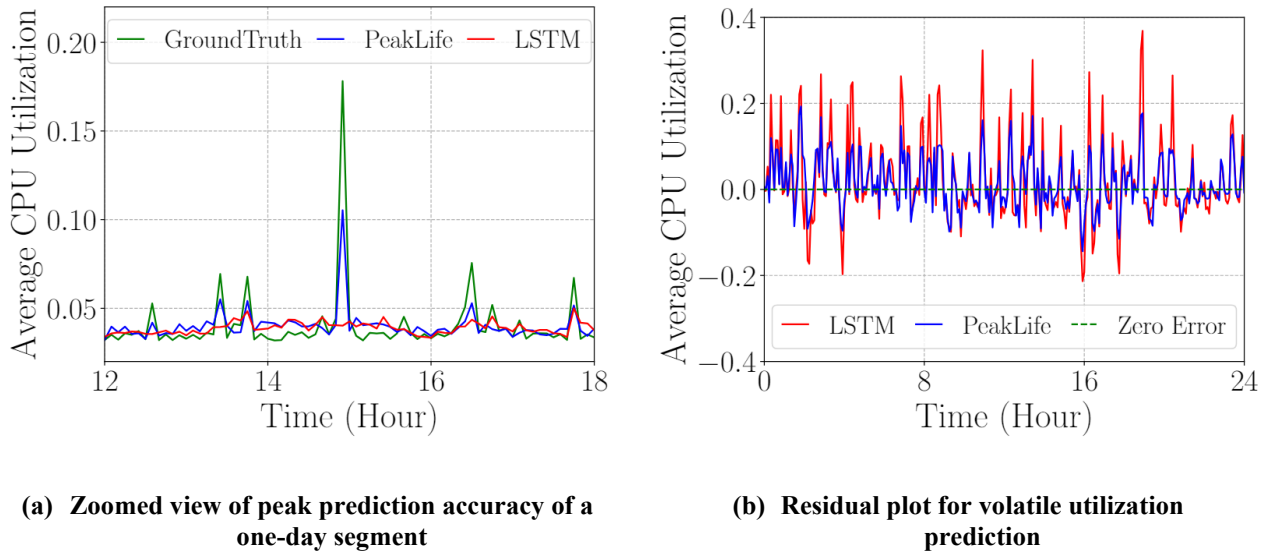 Average CPU Utilization
0.20
0.15
0.10
0.05
GroundTruth PeakLife LSTM
12 14 16 18
Time (Hour)
(a) Zoomed view of peak prediction accuracy of a
one-day segment
Average CPU Utilization
0.4
0.2
0.0
−0.2
−0.4
LSTM PeakLife Zero Error
0 8 16 24
Time (Hour)
(b) Residual plot for volatile utilization
prediction